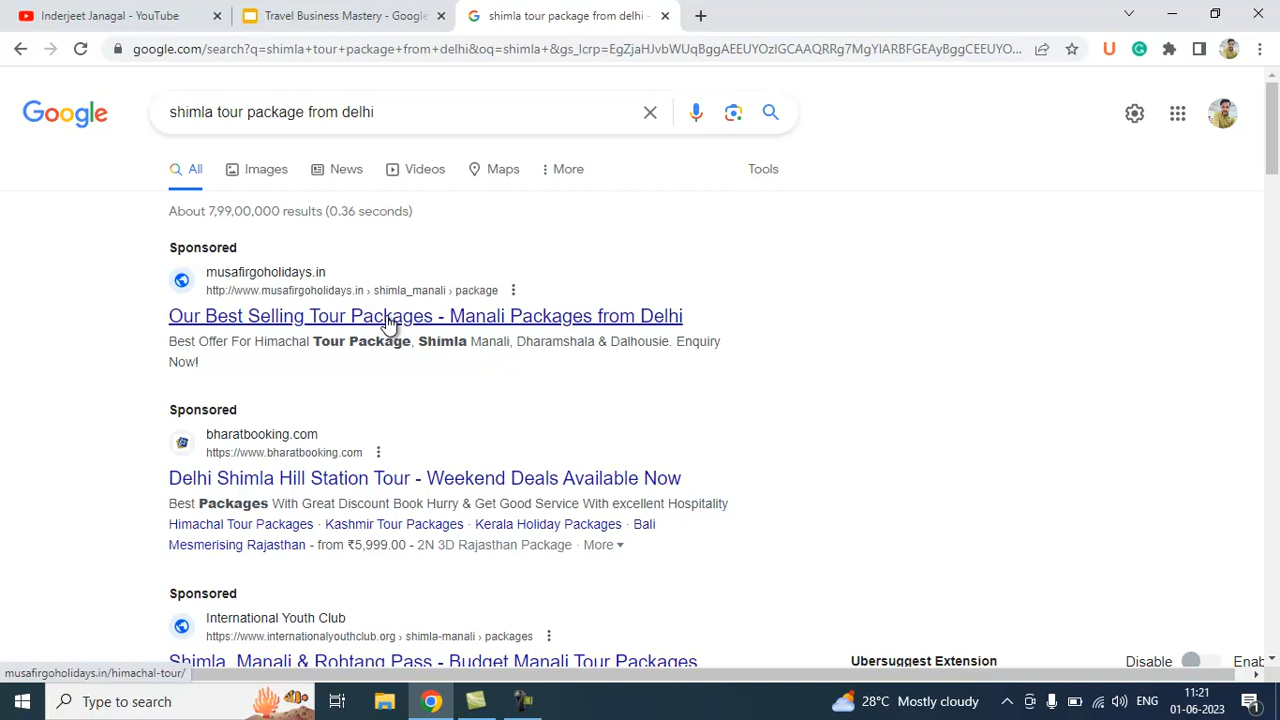 Inderjeet Janagal - YouTube
Travel Business Mastery - Google
shimla tour package from delhi -
google.com/search?q=shimla+tour+package+from+delhi&oq=shimla+&gs_lcrp=EgZjaHJvbWUqBggAEEUYOzIGCAAQRRg7MgYIARBFGEAyBggCEEUYO...
Google
shimla tour package from delhi
All
Images
News
Videos
Maps
More
Tools
About 7,99,00,000 results (0.36 seconds)
Sponsored
musafirgoholidays.in
http://www.musafirgoholidays.in › shimla_manali › package
Our Best Selling Tour Packages - Manali Packages from Delhi
Best Offer For Himachal Tour Package, Shimla Manali, Dharamshala & Dalhousie. Enquiry
Now!
Sponsored
bharatbooking.com
https://www.bharatbooking.com
Delhi Shimla Hill Station Tour - Weekend Deals Available Now
Best Packages With Great Discount Book Hurry & Get Good Service With excellent Hospitality
Himachal Tour Packages · Kashmir Tour Packages · Kerala Holiday Packages · Bali
Mesmerising Rajasthan - from ₹5,999.00 - 2N 3D Rajasthan Package · More
Sponsored
International Youth Club
https://www.internationalyouthclub.org › shimla-manali › packages
Shimla, Manali & Rohtang Pass - Budget Manali Tour Packages
Ubersuggest Extension
Disable
Enab
musafirgoholidays.in/himachal-tour/
Type here to search
28°C Mostly cloudy
ENG
11:21
01-06-2023
1